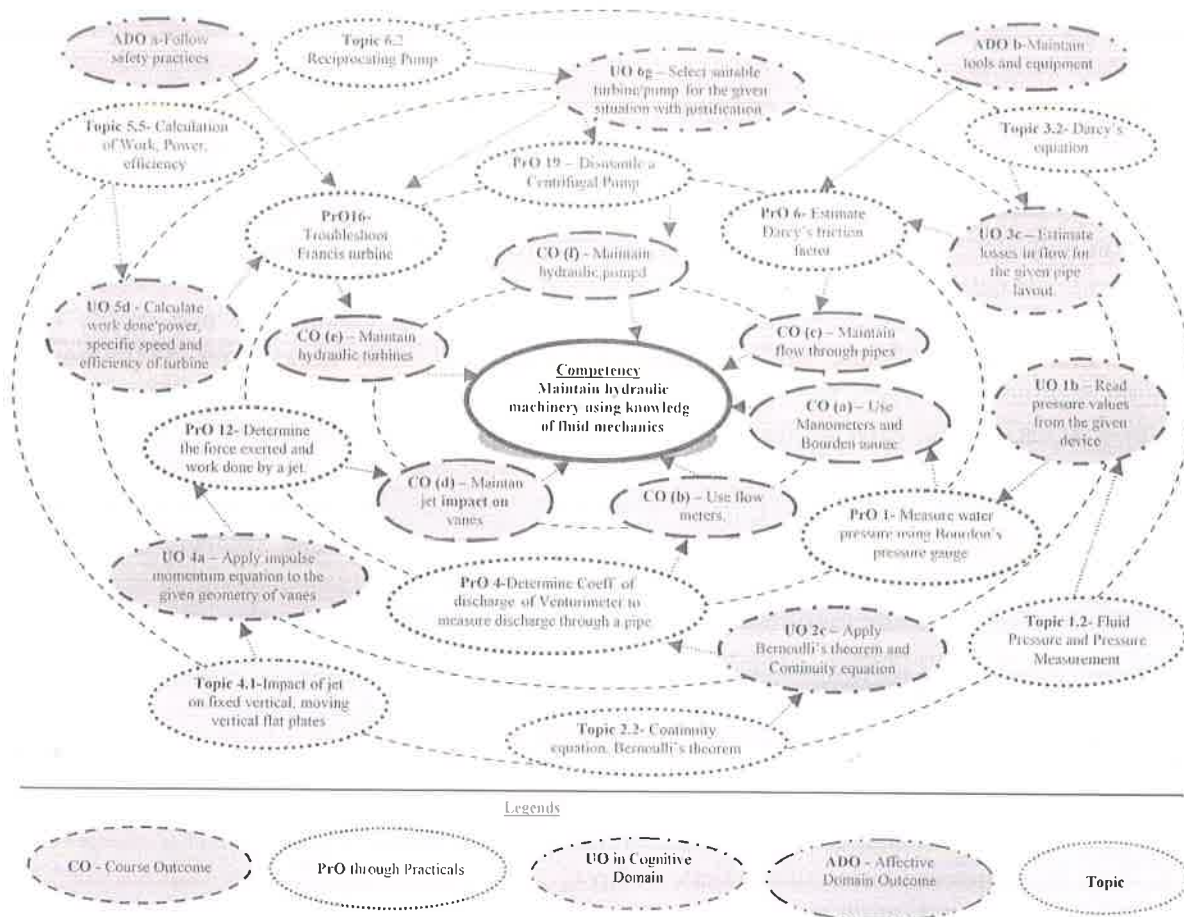 ADO a-Follow
safety practices
Topic 6.2
Reciprocating Pump
UO 6g – Select suitable
turbine/pump for the given
situation with justification
ADO b-Maintain
tools and equipment
Topic 5.5- Calculation
of Work, Power,
efficiency
Topic 3.2- Darcy's
equation
PrO 19 – Dismantle a
Centrifugal Pump
PrO16-
Troubleshoot
Francis turbine
PrO 6- Estimate
Darcy's friction
factor
UO 3c – Estimate
losses in flow for
the given pipe
layout.
CO (f) - Maintain
hydraulic pumpd
UO 5d - Calculate
work done/power,
specific speed and
efficiency of turbine
CO (e) – Maintain
hydraulic turbines
CO (c) – Maintain
flow through pipes
Competency
Maintain hydraulic
machinery using knowledg
of fluid mechanics
CO (a) – Use
Manometers and
Bourden gauge
UO 1b – Read
pressure values
from the given
device
PrO 12- Determine
the force exerted and
work done by a jet.
CO (d) – Maintan
jet impact on
vanes
CO (b) – Use flow
meters.
PrO 1- Measure water
pressure using Bourdon's
pressure gauge
UO 4a – Apply impulse
momentum equation to the
given geometry of vanes
PrO 4-Determine Coeff of
discharge of Venturimeter to
measure discharge through a pipe
UO 2c – Apply
Bernoulli's theorem and
Continuity equation
Topic 1.2- Fluid
Pressure and Pressure
Measurement
Topic 4.1-Impact of jet
on fixed vertical, moving
vertical flat plates
Topic 2.2- Continuity
equation, Bernoulli's theorem
Legends
CO - Course Outcome
PrO through Practicals
UO in Cognitive
Domain
ADO - Affective
Domain Outcome
Topic